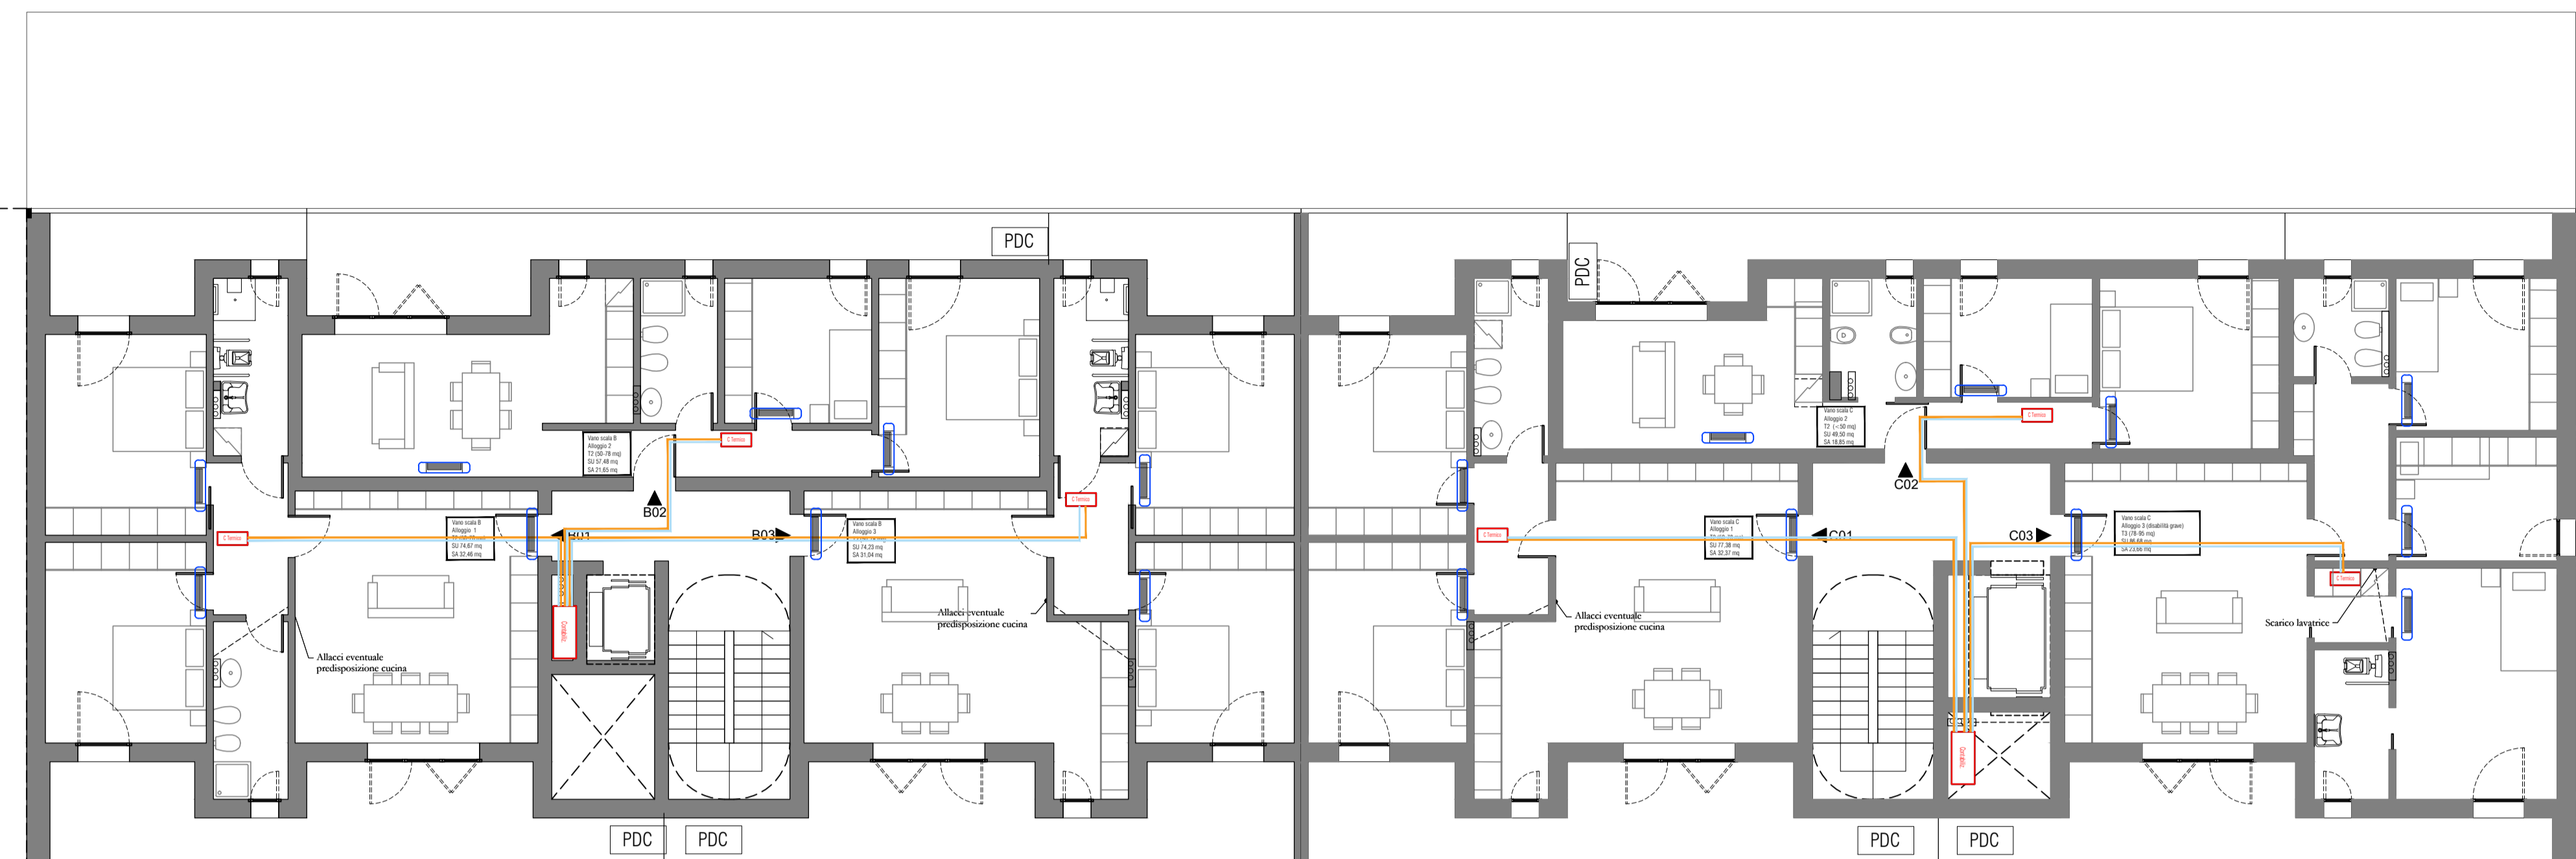 PDC
PDC
Vano scala B
Alloggio 2
T2 (50-78 mq)
SU 57,48 mq
SA 21,65 mq
C Termico
Vano scala C
Alloggio 2
T2 (<50 mq)
SU 49,50 mq
SA 18,85 mq
C Termico
B02
C02
C Termico
Vano scala B
Alloggio 1
SU 74,67 mq
SA 32,46 mq
B01
B03
Vano scala B
Alloggio 3
SU 74,23 mq
SA 31,04 mq
C Termico
C Termico
Vano scala C
Alloggio 1
SU 77,38 mq
SA 32,37 mq
C01
C03
Vano scala C
Alloggio 3 (disabilità grave)
T3 (78-95 mq)
SA 23,66 mq
C Termico
Allacci eventuale
predisposizione cucina
Allacci eventuale
predisposizione cucina
Scarico lavatrice
Contabiliz.
Allacci eventuale
predisposizione cucina
Contabiliz.
PDC
PDC
PDC
PDC